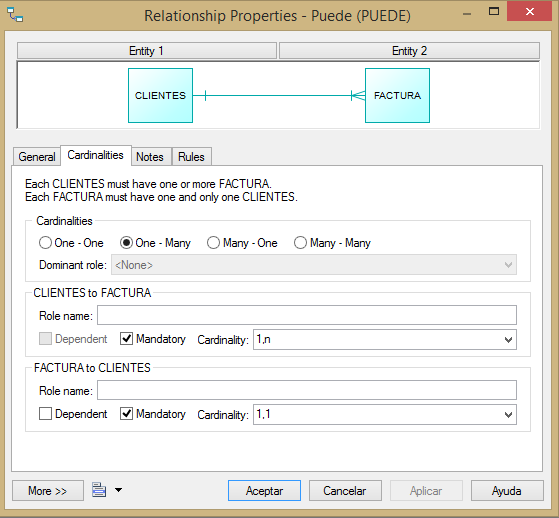 Relationship Properties - Puede (PUEDE)
Entity 1 Entity 2
CLIENTES FACTURA
General Cardinalities Notes Rules
Each CLIENTES must have one or more FACTURA.
Each FACTURA must have one and only one CLIENTES.
Cardinalities
One - One One - Many Many - One Many - Many
Dominant role: <None>
CLIENTES to FACTURA
Role name:
Dependent Mandatory Cardinality: 1,n
FACTURA to CLIENTES
Role name:
Dependent Mandatory Cardinality: 1,1
More >> Aceptar Cancelar Aplicar Ayuda